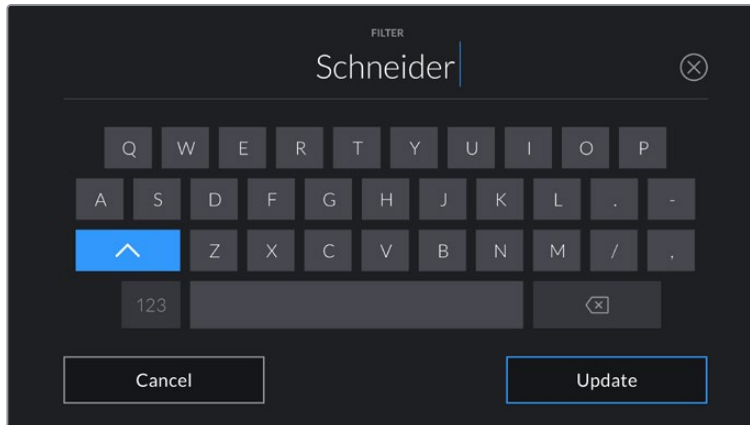 FILTER
Schneider
Q W E R T Y U I O P
A S D F G H J K L . -
Z X C V B N M / ,
123
Cancel Update